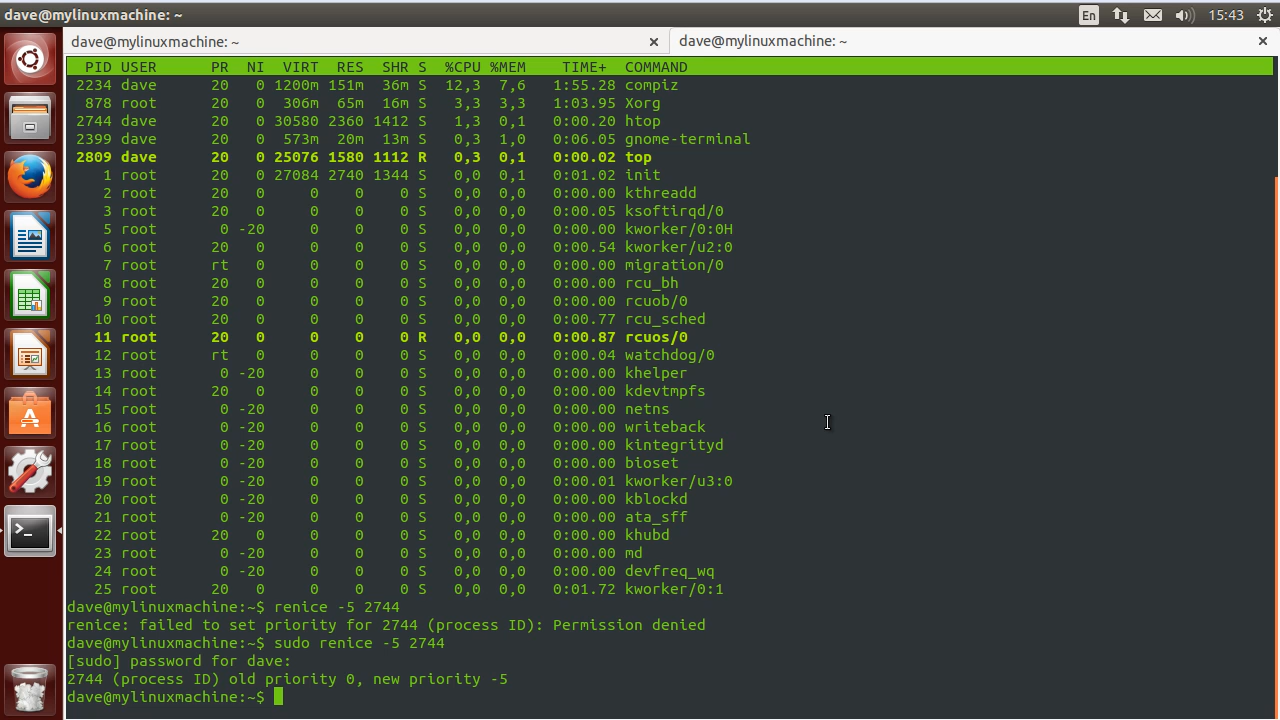 dave@mylinuxmachine: ~ En 15:43
dave@mylinuxmachine: ~ × dave@mylinuxmachine: ~ ×
PID USER PR NI VIRT RES SHR S %CPU %MEM TIME+ COMMAND
2234 dave 20 0 1200m 151m 36m S 12,3 7,6 1:55.28 compiz
878 root 20 0 306m 65m 16m S 3,3 3,3 1:03.95 Xorg
2744 dave 20 0 30580 2360 1412 S 1,3 0,1 0:00.20 htop
2399 dave 20 0 573m 20m 13m S 0,3 1,0 0:06.05 gnome-terminal
2809 dave 20 0 25076 1580 1112 R 0,3 0,1 0:00.02 top
1 root 20 0 27084 2740 1344 S 0,0 0,1 0:01.02 init
2 root 20 0 0 0 0 S 0,0 0,0 0:00.00 kthreadd
3 root 20 0 0 0 0 S 0,0 0,0 0:00.05 ksoftirqd/0
5 root 0 -20 0 0 0 S 0,0 0,0 0:00.00 kworker/0:0H
6 root 20 0 0 0 0 S 0,0 0,0 0:00.54 kworker/u2:0
7 root rt 0 0 0 0 S 0,0 0,0 0:00.00 migration/0
8 root 20 0 0 0 0 S 0,0 0,0 0:00.00 rcu_bh
9 root 20 0 0 0 0 S 0,0 0,0 0:00.00 rcuob/0
10 root 20 0 0 0 0 S 0,0 0,0 0:00.77 rcu_sched
11 root 20 0 0 0 0 R 0,0 0,0 0:00.87 rcuos/0
12 root rt 0 0 0 0 S 0,0 0,0 0:00.04 watchdog/0
13 root 0 -20 0 0 0 S 0,0 0,0 0:00.00 khelper
14 root 20 0 0 0 0 S 0,0 0,0 0:00.00 kdevtmpfs
15 root 0 -20 0 0 0 S 0,0 0,0 0:00.00 netns
16 root 0 -20 0 0 0 S 0,0 0,0 0:00.00 writeback
17 root 0 -20 0 0 0 S 0,0 0,0 0:00.00 kintegrityd
18 root 0 -20 0 0 0 S 0,0 0,0 0:00.00 bioset
19 root 0 -20 0 0 0 S 0,0 0,0 0:00.01 kworker/u3:0
20 root 0 -20 0 0 0 S 0,0 0,0 0:00.00 kblockd
21 root 0 -20 0 0 0 S 0,0 0,0 0:00.00 ata_sff
22 root 20 0 0 0 0 S 0,0 0,0 0:00.00 khubd
23 root 0 -20 0 0 0 S 0,0 0,0 0:00.00 md
24 root 0 -20 0 0 0 S 0,0 0,0 0:00.00 devfreq_wq
25 root 20 0 0 0 0 S 0,0 0,0 0:01.72 kworker/0:1
dave@mylinuxmachine:~$ renice -5 2744
renice: failed to set priority for 2744 (process ID): Permission denied
dave@mylinuxmachine:~$ sudo renice -5 2744
[sudo] password for dave:
2744 (process ID) old priority 0, new priority -5
dave@mylinuxmachine:~$